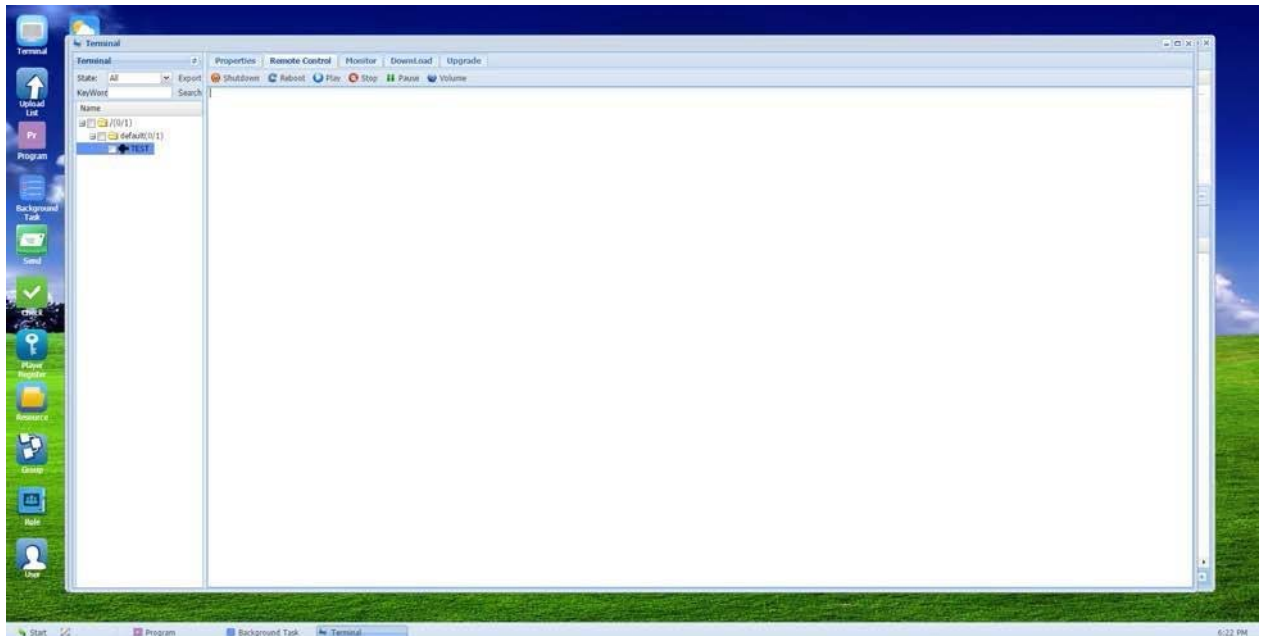 Terminal
Upload
List
Program
Background
Task
Send
Check
Player
Register
Resource
Group
Role
User
Terminal
Terminal
State: All Export
KeyWord Search
Name
/(0/1)
default(0/1)
TEST
Properties Remote Control Monitor DownLoad Upgrade
Shutdown Reboot Play Stop Pause Volume
Start Program Background Task Terminal 6:22 PM